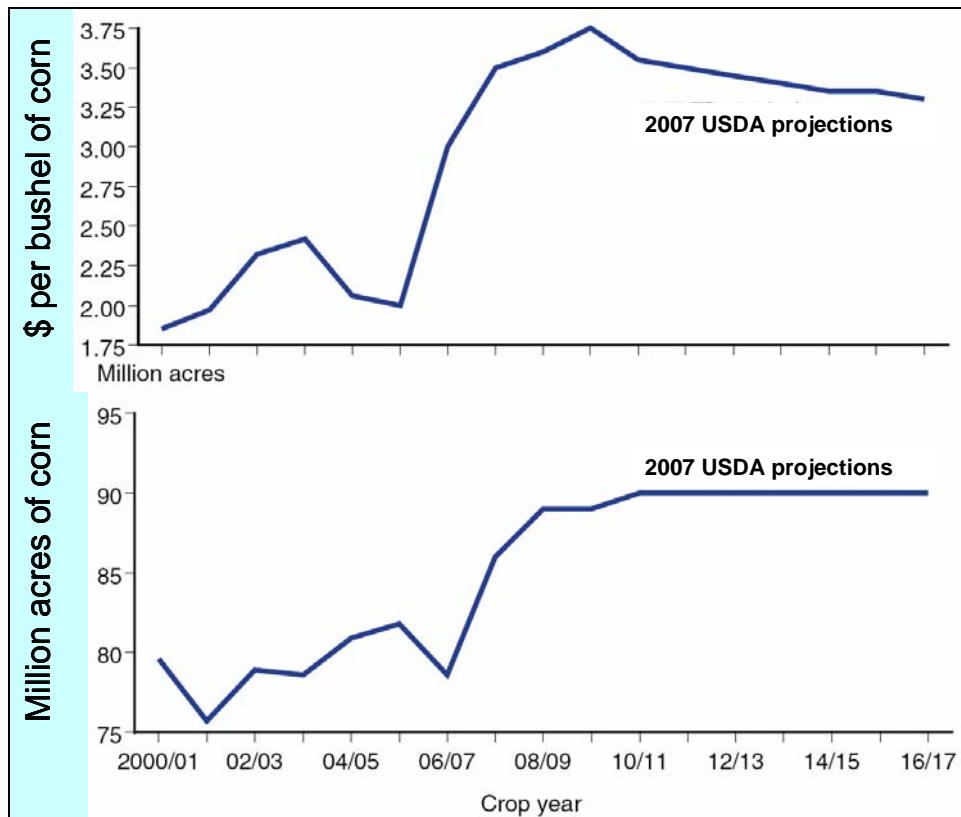 $ per bushel of corn
3.75
3.50
3.25
3.00
2.75
2.50
2.25
2.00
1.75
2007 USDA projections
Million acres
Million acres of corn
95
90
85
80
75
2007 USDA projections
2000/01 02/03 04/05 06/07 08/09 10/11 12/13 14/15 16/17
Crop year